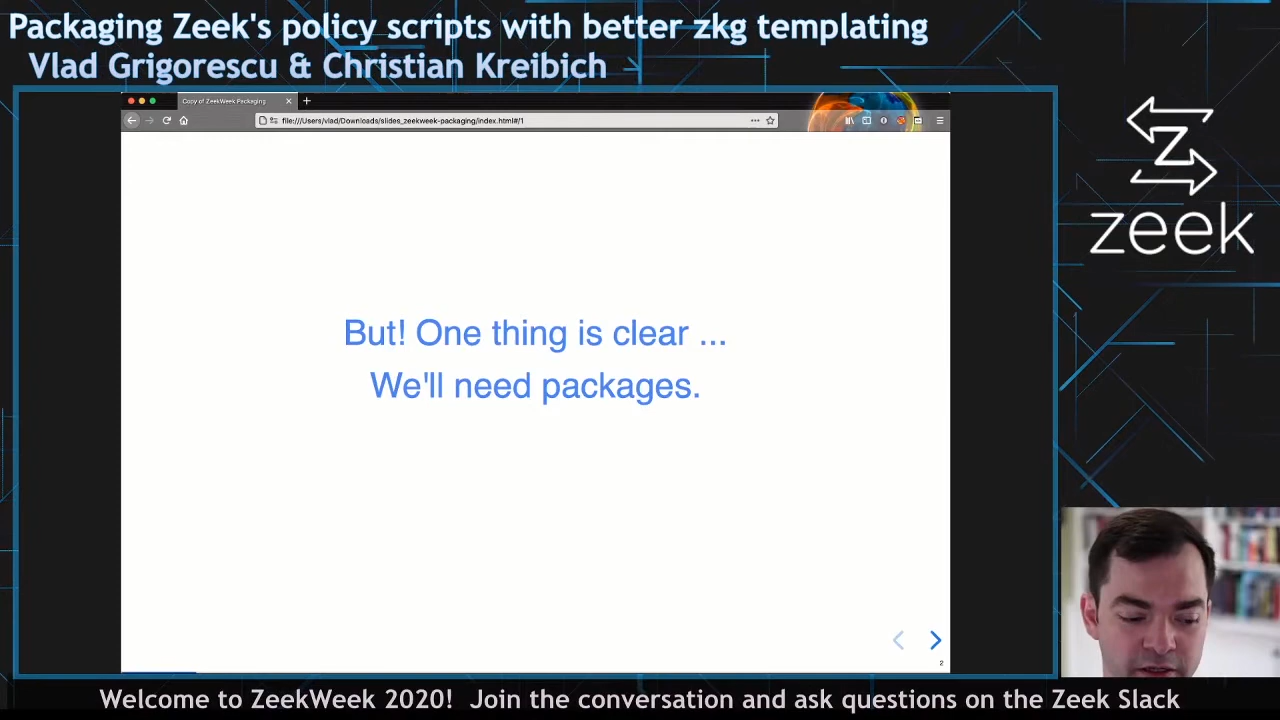 Packaging Zeek's policy scripts with better zkg templating
Vlad Grigorescu & Christian Kreibich
Copy of ZeekWeek Packaging
file:///Users/vlad/Downloads/slides_zeekweek-packaging/index.html#/1
But! One thing is clear ...
We'll need packages.
2
zeek
Welcome to ZeekWeek 2020! Join the conversation and ask questions on the Zeek Slack